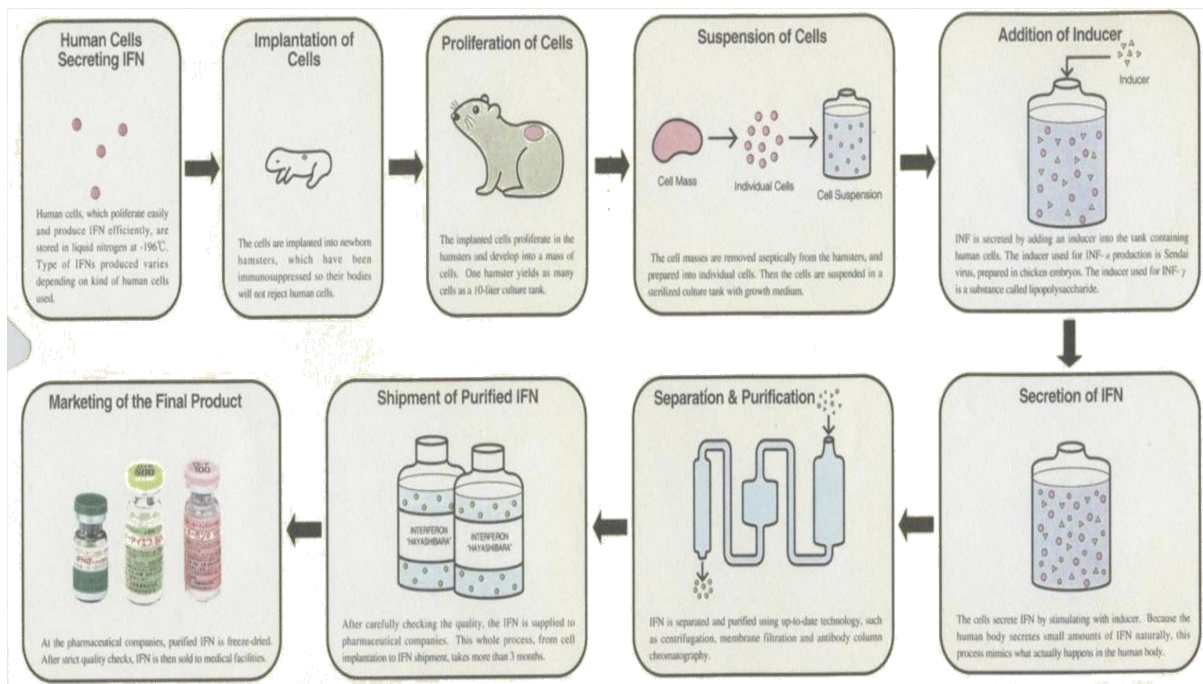 Human Cells
Secreting IFN
Human cells, which poliferate easily
and produce IFN efficiently, are
stored in liquid nitrogen at -196℃.
Type of IFNs produced varies
depending on kind of human cells
used.
Implantation of
Cells
The cells are implanted into newborn
hamsters, which have been
immunosuppressed so their bodies
will not reject human cells.
Proliferation of Cells
The implanted cells proliferate in the
hamsters and develop into a mass of
cells. One hamster yields as many
cells as a 10-liter culture tank.
Suspension of Cells
Cell Mass
Individual Cells
Cell Suspension
The cell masses are removed aseptically from the hamsters, and
prepared into individual cells. Then the cells are suspended in a
sterilized culture tank with growth medium.
Addition of Inducer
Inducer
INF is secreted by adding an inducer into the tank containing
human cells. The inducer used for INF-α production is Sendai
virus, prepared in chicken embryos. The inducer used for INF-γ
is a substance called lipopolysaccharide.
Marketing of the Final Product
500
100
At the pharmaceutical companies, purified IFN is freeze-dried.
After strict quality checks, IFN is then sold to medical facilities.
Shipment of Purified IFN
INTERFERON
"HAYASHIBARA"
INTERFERON
"HAYASHIBARA"
After carefully checking the quality, the IFN is supplied to
pharmaceutical companies. This whole process, from cell
implantation to IFN shipment, takes more than 3 months.
Separation & Purification
IFN is separated and purified using up-to-date technology, such
as centrifugation, membrane filtration and antibody column
chromatography.
Secretion of IFN
The cells secrete IFN by stimulating with inducer. Because the
human body secretes small amounts of IFN naturally, this
process mimics what actually happens in the human body.